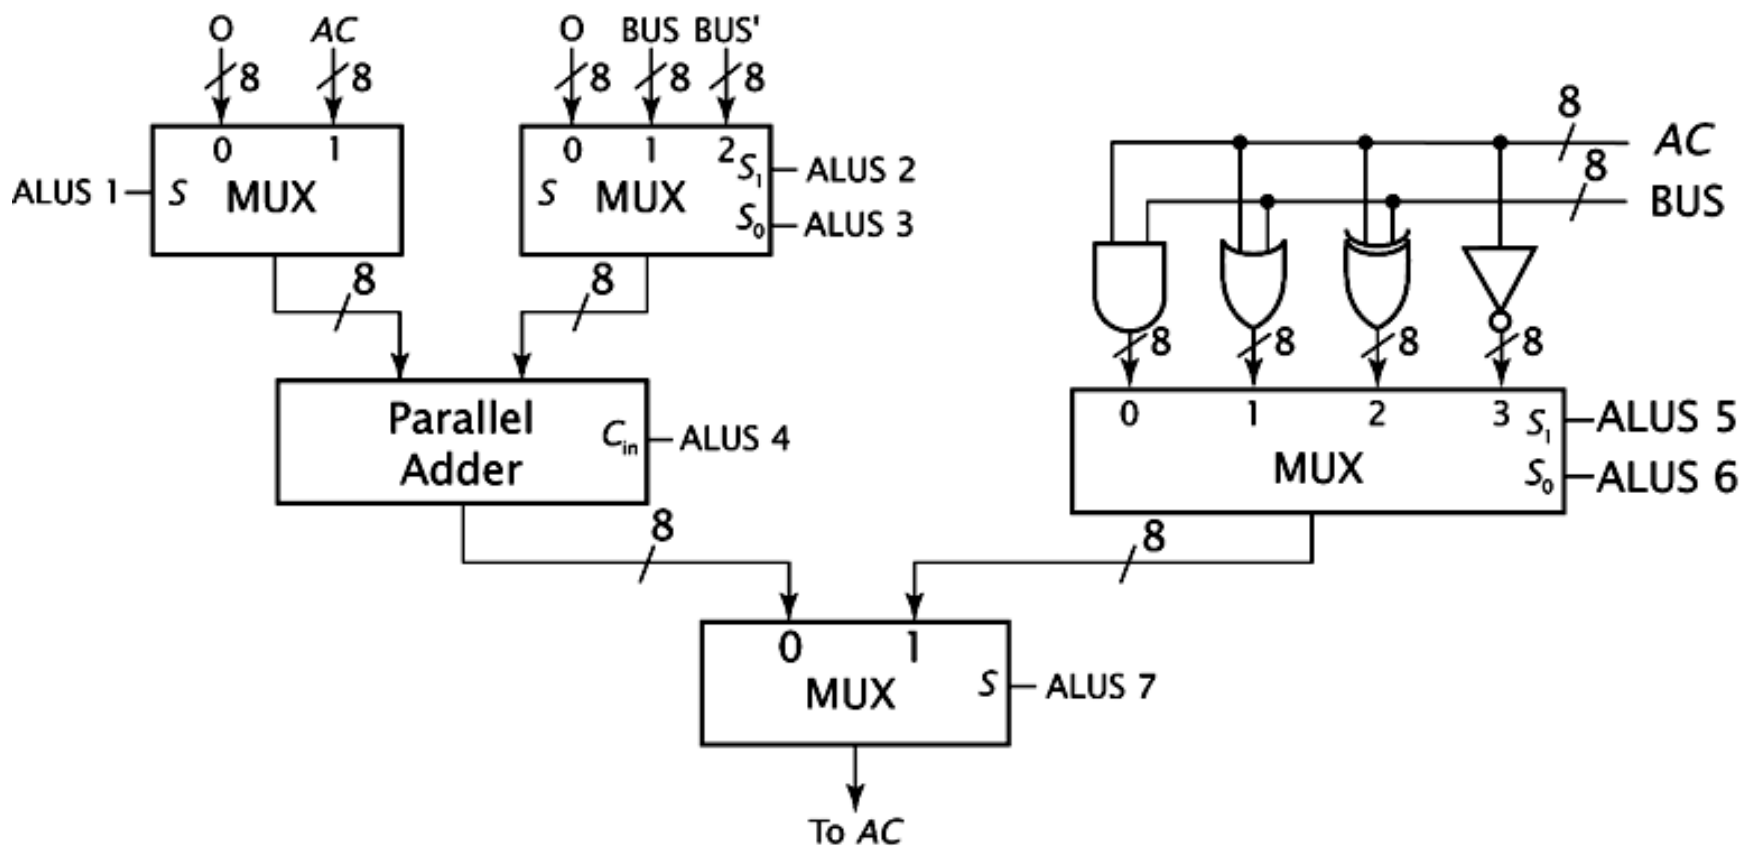 O AC O BUS BUS'
8 8 8 8 8
0 1
S MUX
ALUS 1
0 1 2
S MUX
S1 ALUS 2
S0 ALUS 3
8 AC
8 BUS
8 8
8 8 8 8
Parallel
Adder
Cin ALUS 4
0 1 2 3
MUX
S1 ALUS 5
S0 ALUS 6
8 8
0 1
MUX
S ALUS 7
To AC